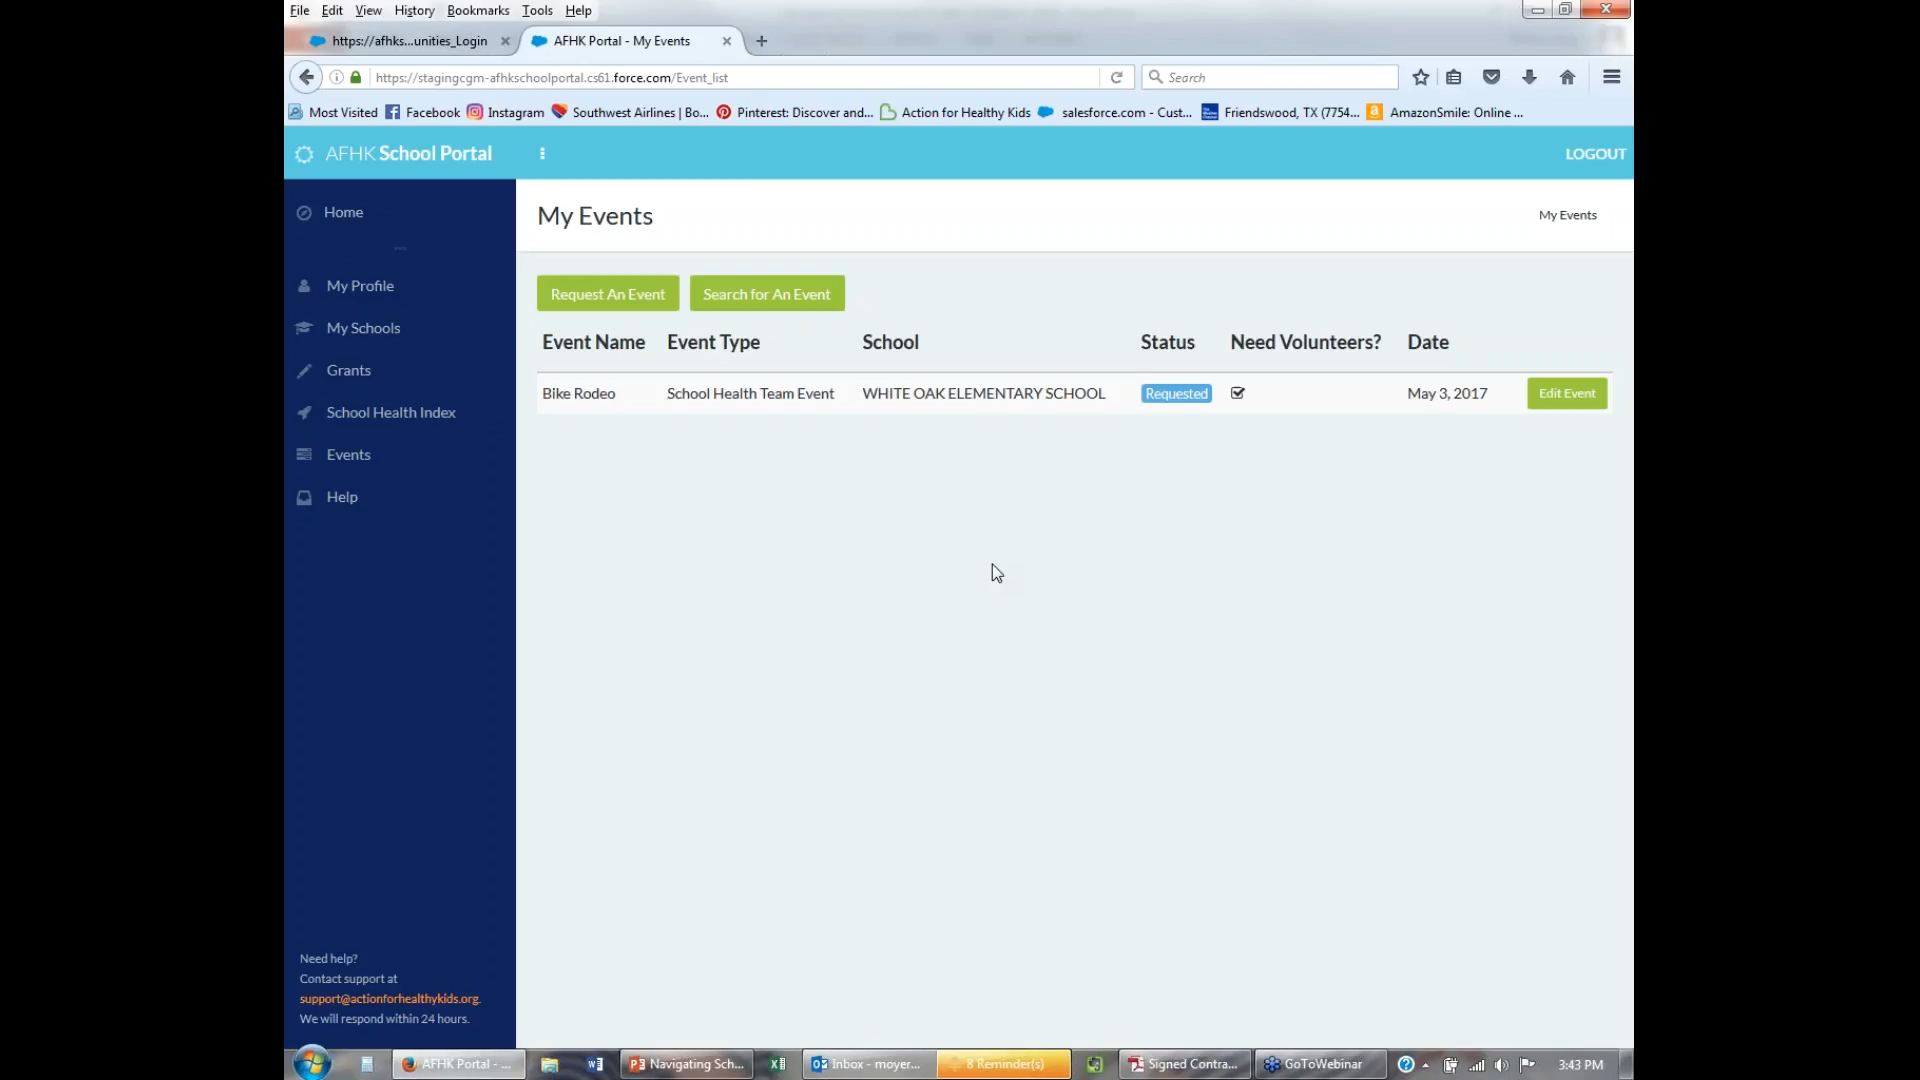 File Edit View History Bookmarks Tools Help
https://afhks...unities_Login AFHK Portal - My Events
https://stagingcgm-afhkschoolportal.cs61.force.com/Event_list Search
Most Visited Facebook Instagram Southwest Airlines | Bo... Pinterest: Discover and... Action for Healthy Kids salesforce.com - Cust... Friendswood, TX (7754... AmazonSmile: Online ...
AFHK School Portal LOGOUT
Home
My Events My Events
My Profile
Request An Event Search for An Event
My Schools
Event Name Event Type School Status Need Volunteers? Date
Grants
Bike Rodeo School Health Team Event WHITE OAK ELEMENTARY SCHOOL Requested May 3, 2017 Edit Event
School Health Index
Events
Help
Need help?
Contact support at
support@actionforhealthykids.org.
We will respond within 24 hours.
AFHK Portal - ... Navigating Sch... Inbox - moyer... 8 Reminder(s) Signed Contra... GoToWebinar 3:43 PM